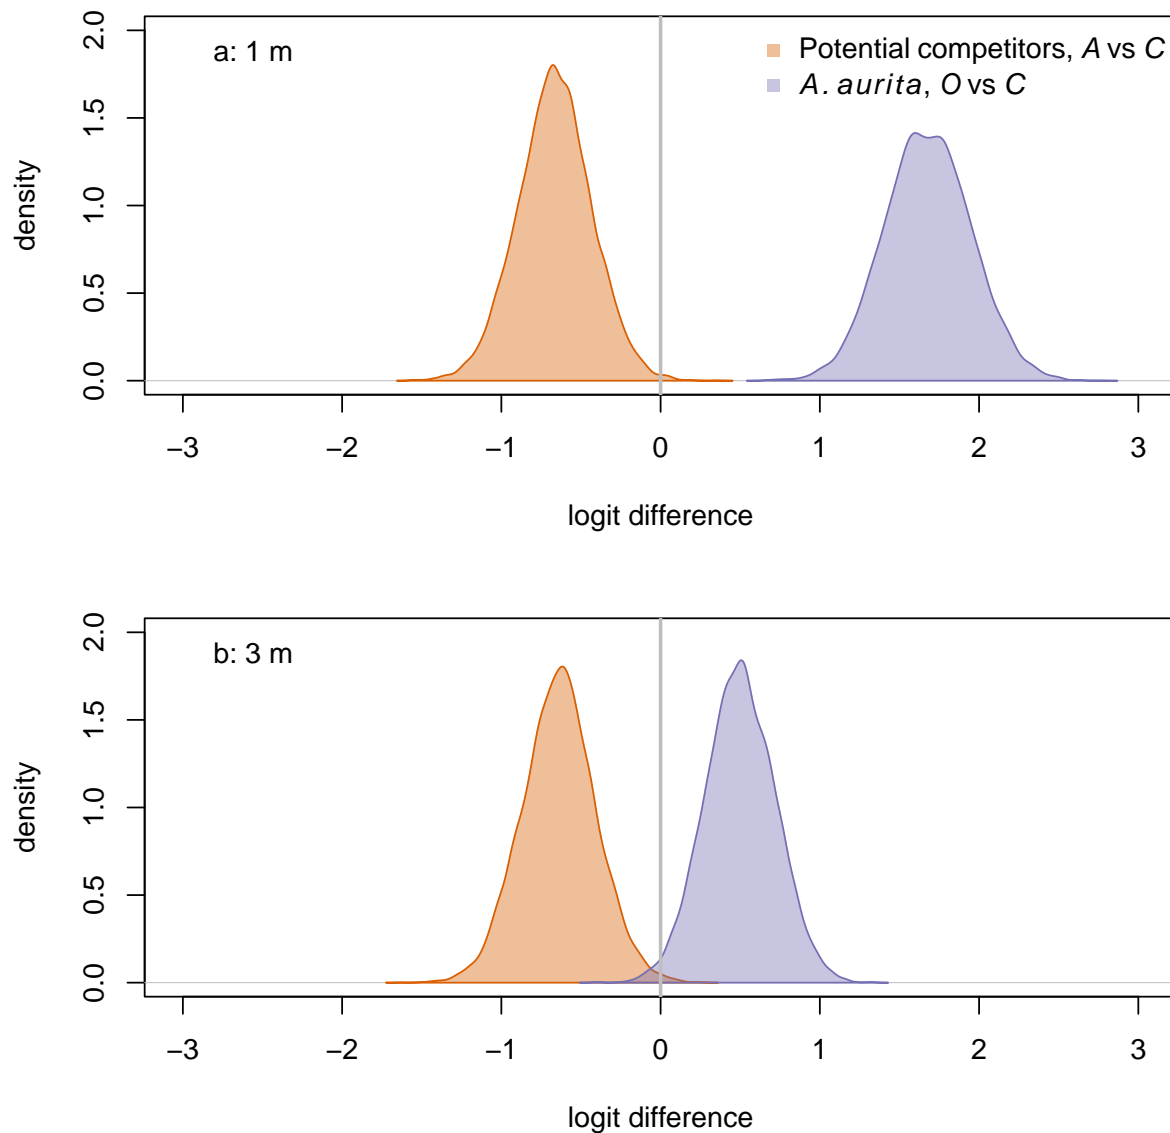 a: 1 m
Potential competitors, A vs C
A. aurita, O vs C
density
0.0 0.5 1.0 1.5 2.0
−3 −2 −1 0 1 2 3
logit difference
b: 3 m
density
0.0 0.5 1.0 1.5 2.0
−3 −2 −1 0 1 2 3
logit difference